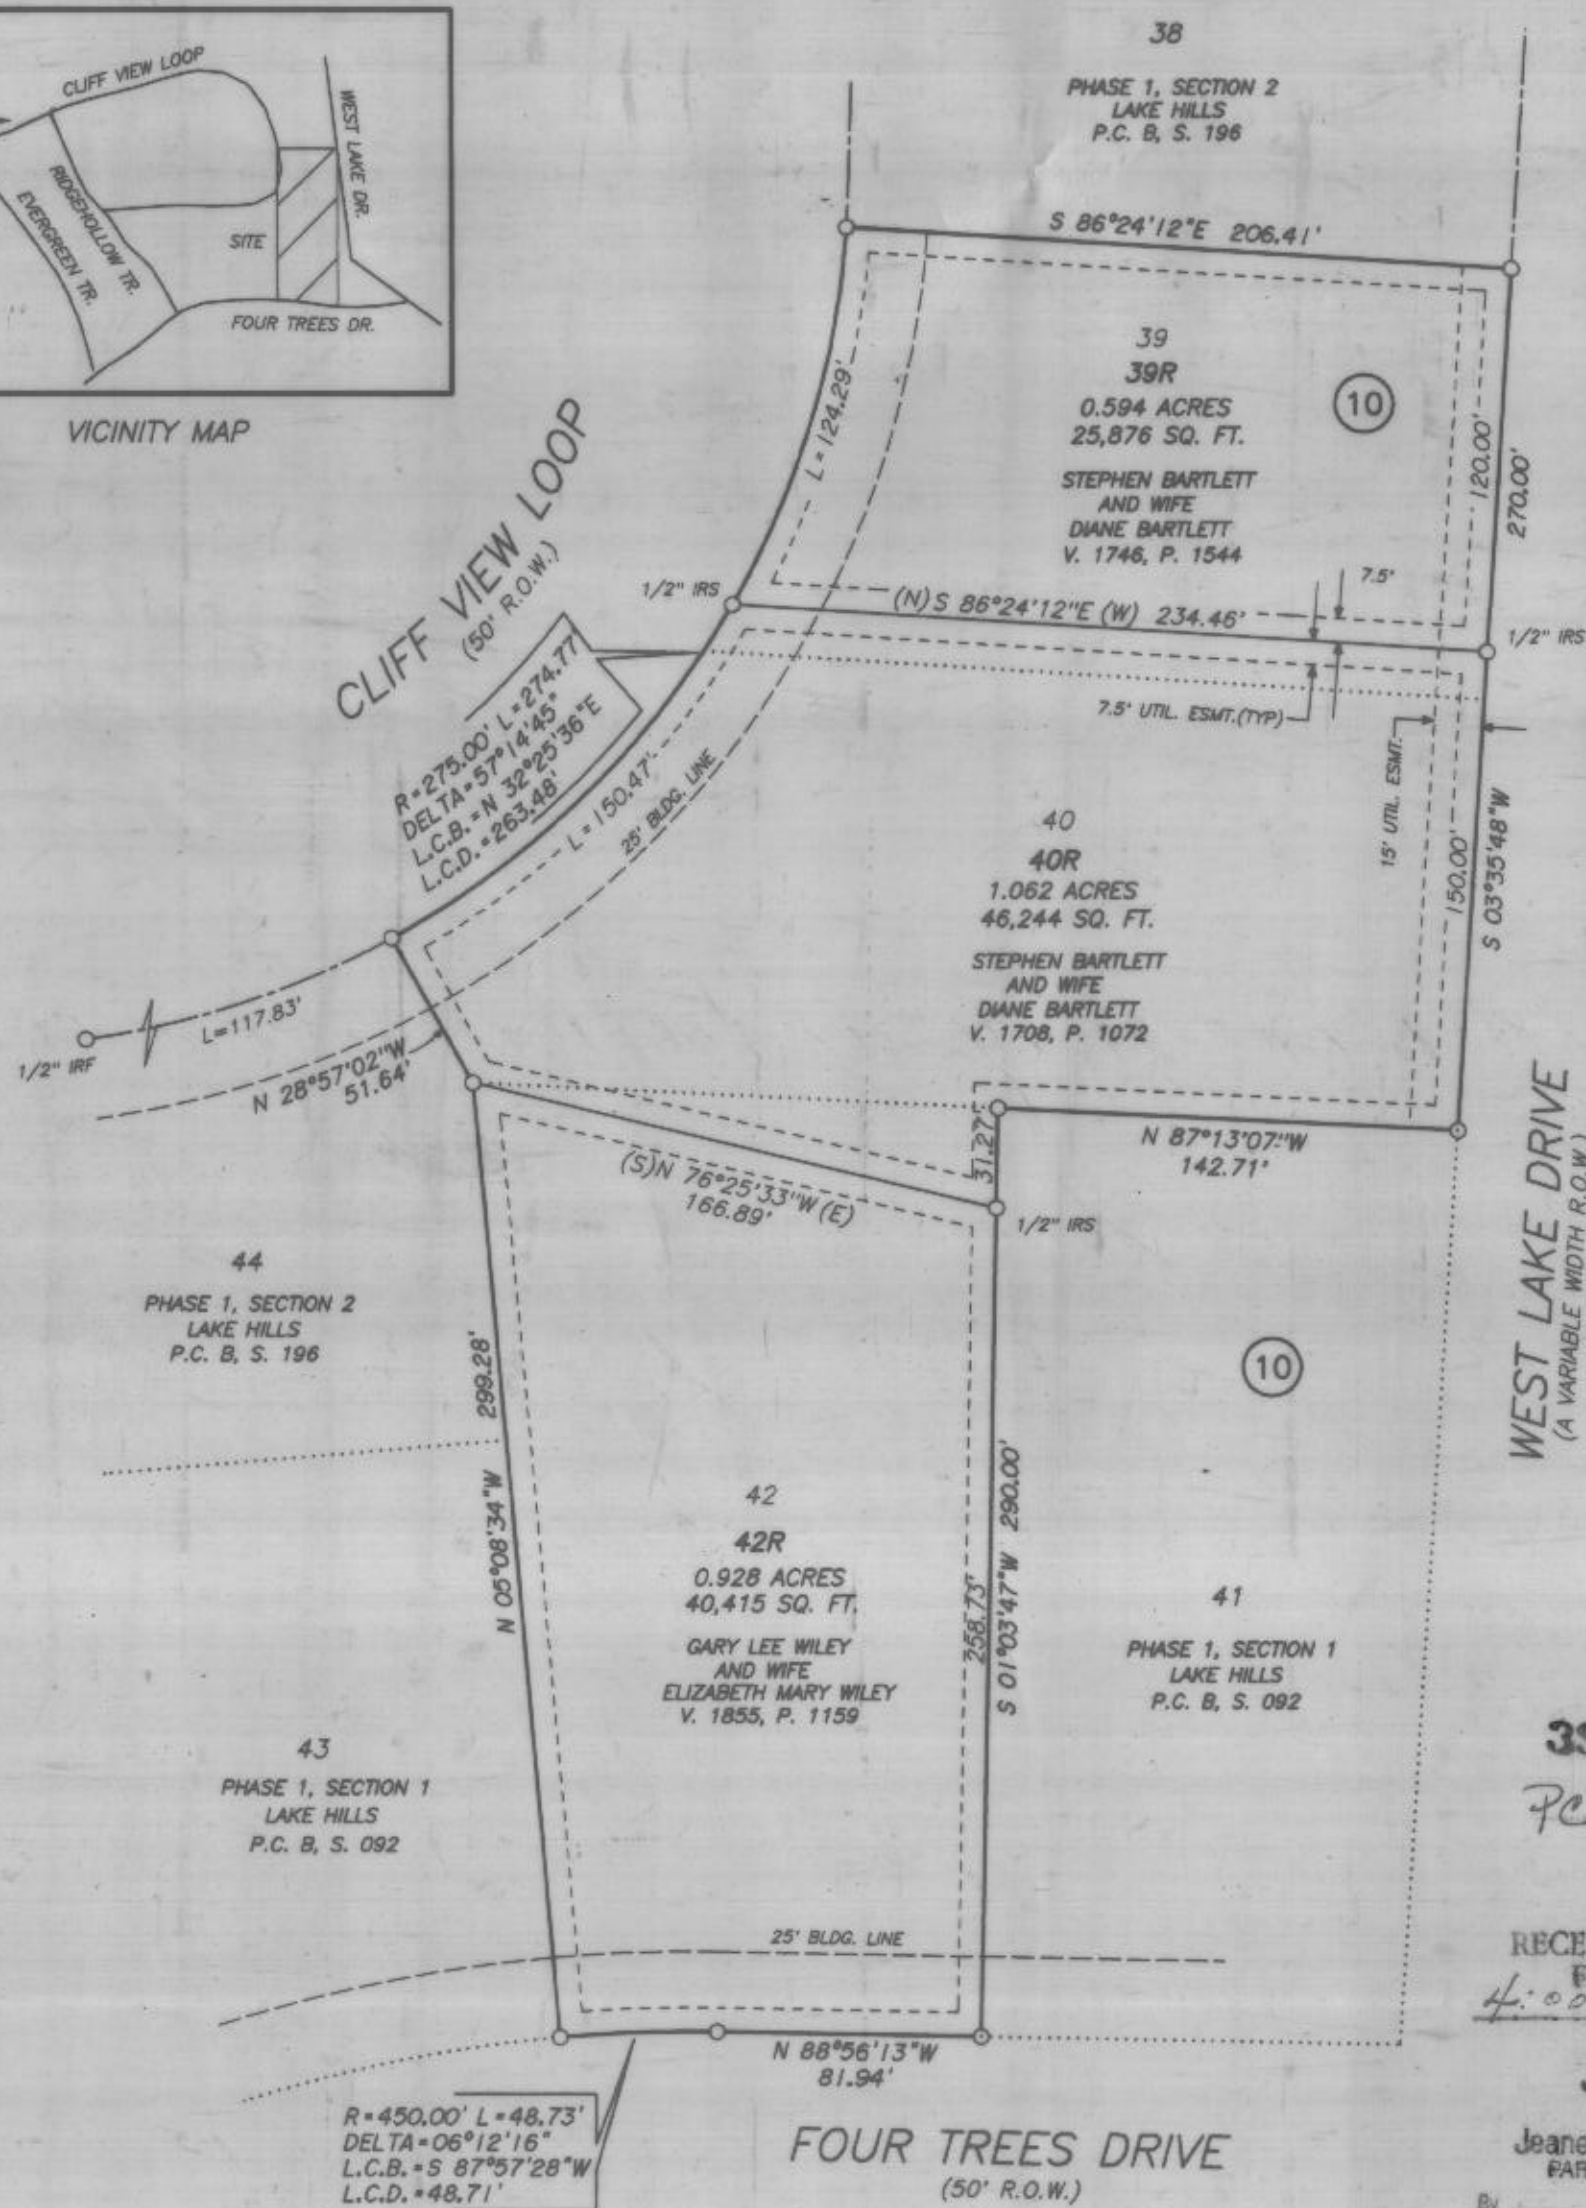 CLIFF VIEW LOOP
WEST LAKE DR.
RIDGEHOLLOW TR.
EVERGREEN TR.
SITE
FOUR TREES DR.
VICINITY MAP
38
PHASE 1, SECTION 2
LAKE HILLS
P.C. B, S. 196
S 86°24'12"E 206.41'
39
39R
0.594 ACRES
25,876 SQ. FT.
STEPHEN BARTLETT
AND WIFE
DIANE BARTLETT
V. 1746, P. 1544
10
L=124.29'
120.00'
270.00'
CLIFF VIEW LOOP
(50' R.O.W.)
1/2" IRS
(N) S 86°24'12"E (W) 234.46'
7.5'
1/2" IRS
7.5' UTIL. ESMT.(TYP)
15' UTIL. ESMT.
R=275.00' L=274.77'
DELTA=57°14'45"
L.C.B.=N 32°25'36"E
L.C.D.=263.48'
L=150.47'
25' BLDG. LINE
150.00'
S 03°35'48"W
40
40R
1.062 ACRES
46,244 SQ. FT.
STEPHEN BARTLETT
AND WIFE
DIANE BARTLETT
V. 1708, P. 1072
L=117.83'
1/2" IRF
N 28°57'02"W
51.64'
31.27'
N 87°13'07"W
142.71'
(S)N 76°25'33"W (E)
166.89'
1/2" IRS
WEST LAKE DRIVE
(A VARIABLE WIDTH R.O.W.)
44
PHASE 1, SECTION 2
LAKE HILLS
P.C. B, S. 196
10
299.28'
N 05°08'34"W
42
42R
0.928 ACRES
40,415 SQ. FT.
GARY LEE WILEY
AND WIFE
ELIZABETH MARY WILEY
V. 1855, P. 1159
258.73'
S 01°03'47"W 290.00'
41
PHASE 1, SECTION 1
LAKE HILLS
P.C. B, S. 092
43
PHASE 1, SECTION 1
LAKE HILLS
P.C. B, S. 092
PC
RECE
4:00
25' BLDG. LINE
N 88°56'13"W
81.94'
R=450.00' L=48.73'
DELTA=06°12'16"
L.C.B.=S 87°57'28"W
L.C.D.=48.71'
FOUR TREES DRIVE
(50' R.O.W.)
Jeane
PAR
By